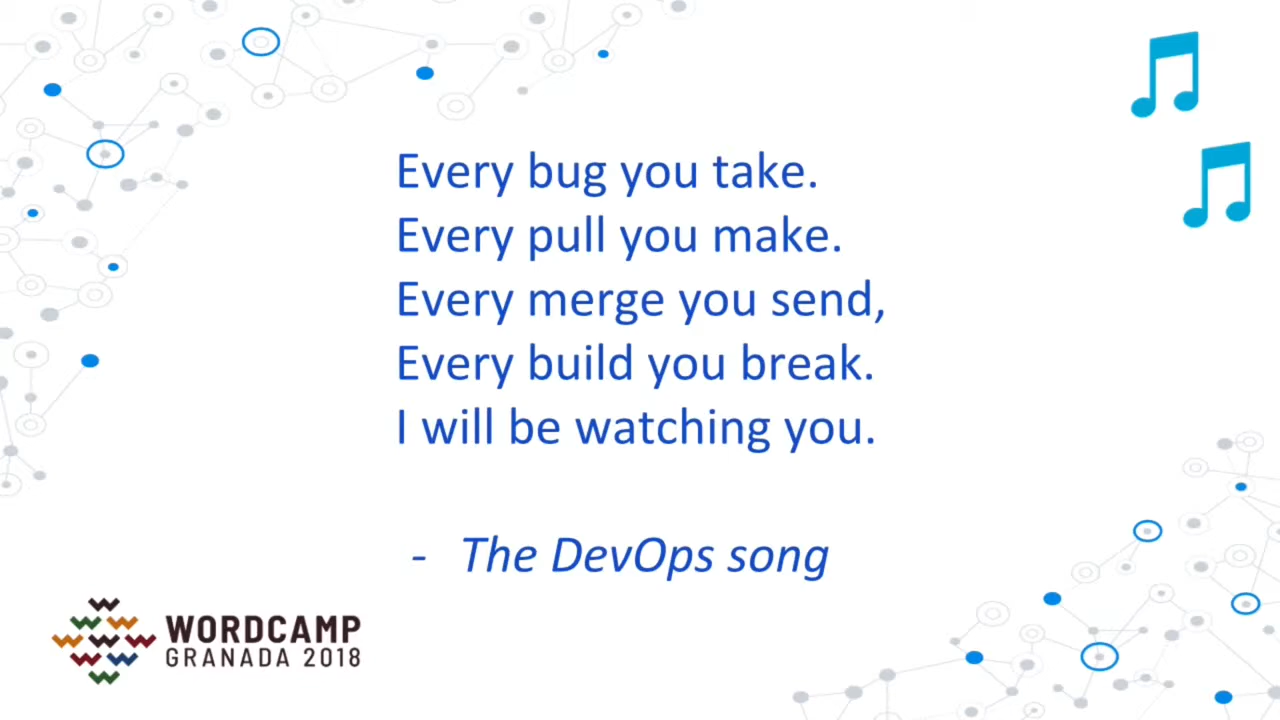 Every bug you take.
Every pull you make.
Every merge you send,
Every build you break.
I will be watching you.
- The DevOps song
WORDCAMP
GRANADA 2018